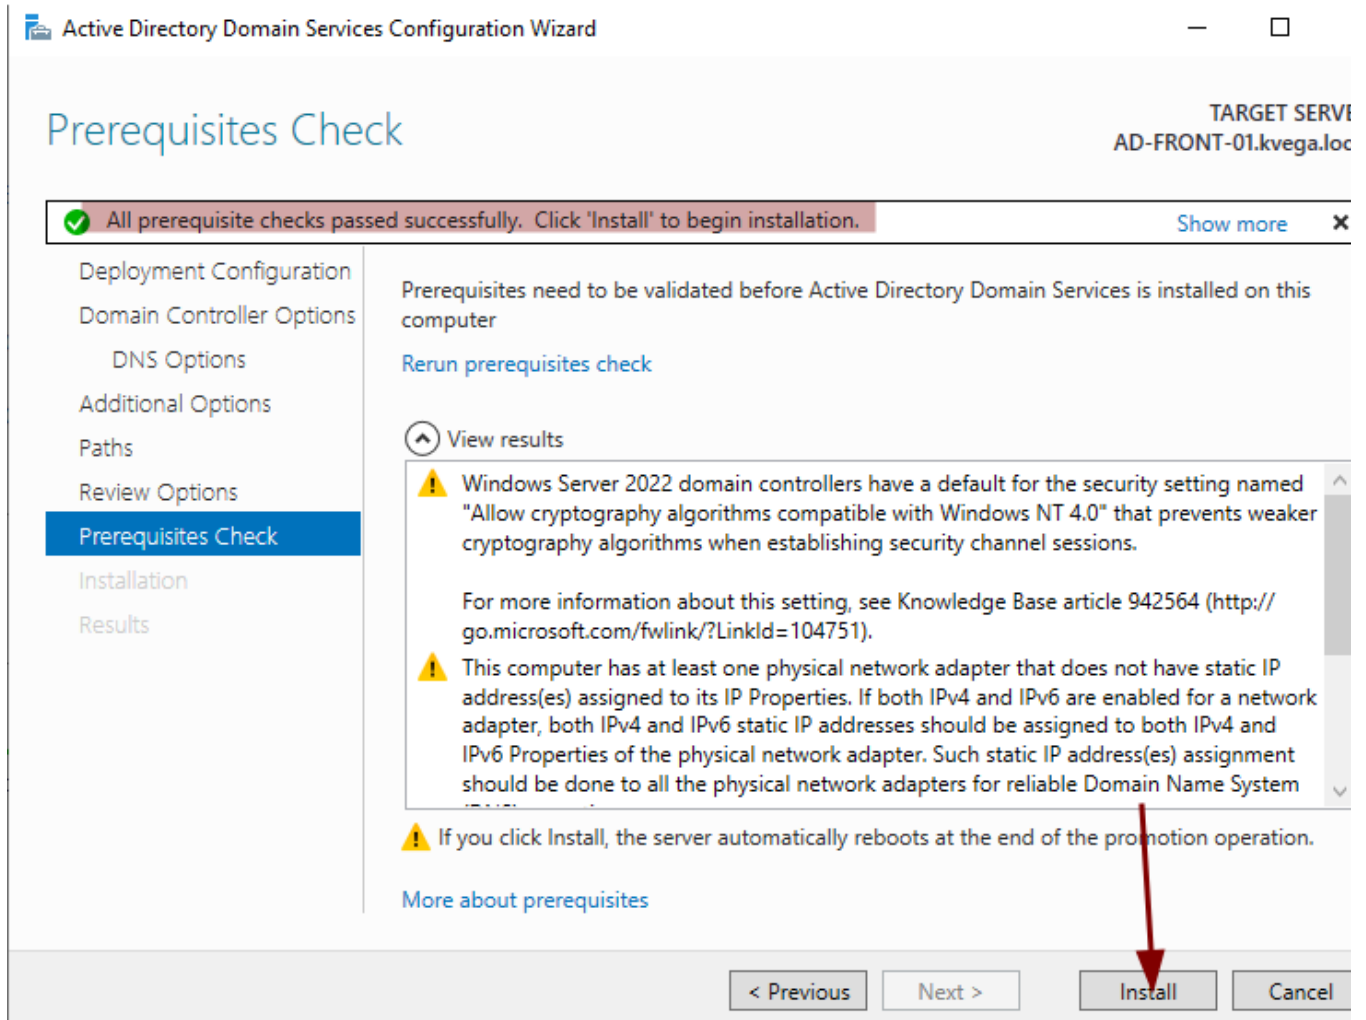 Active Directory Domain Services Configuration Wizard
Prerequisites Check
TARGET SERVE
AD-FRONT-01.kvega.loc
All prerequisite checks passed successfully.  Click 'Install' to begin installation.
Show more
Deployment Configuration
Domain Controller Options
DNS Options
Additional Options
Paths
Review Options
Prerequisites Check
Installation
Results
Prerequisites need to be validated before Active Directory Domain Services is installed on this
computer
Rerun prerequisites check
View results
Windows Server 2022 domain controllers have a default for the security setting named
"Allow cryptography algorithms compatible with Windows NT 4.0" that prevents weaker
cryptography algorithms when establishing security channel sessions.
For more information about this setting, see Knowledge Base article 942564 (http://
go.microsoft.com/fwlink/?LinkId=104751).
This computer has at least one physical network adapter that does not have static IP
address(es) assigned to its IP Properties. If both IPv4 and IPv6 are enabled for a network
adapter, both IPv4 and IPv6 static IP addresses should be assigned to both IPv4 and
IPv6 Properties of the physical network adapter. Such static IP address(es) assignment
should be done to all the physical network adapters for reliable Domain Name System
If you click Install, the server automatically reboots at the end of the promotion operation.
More about prerequisites
< Previous
Next >
Install
Cancel